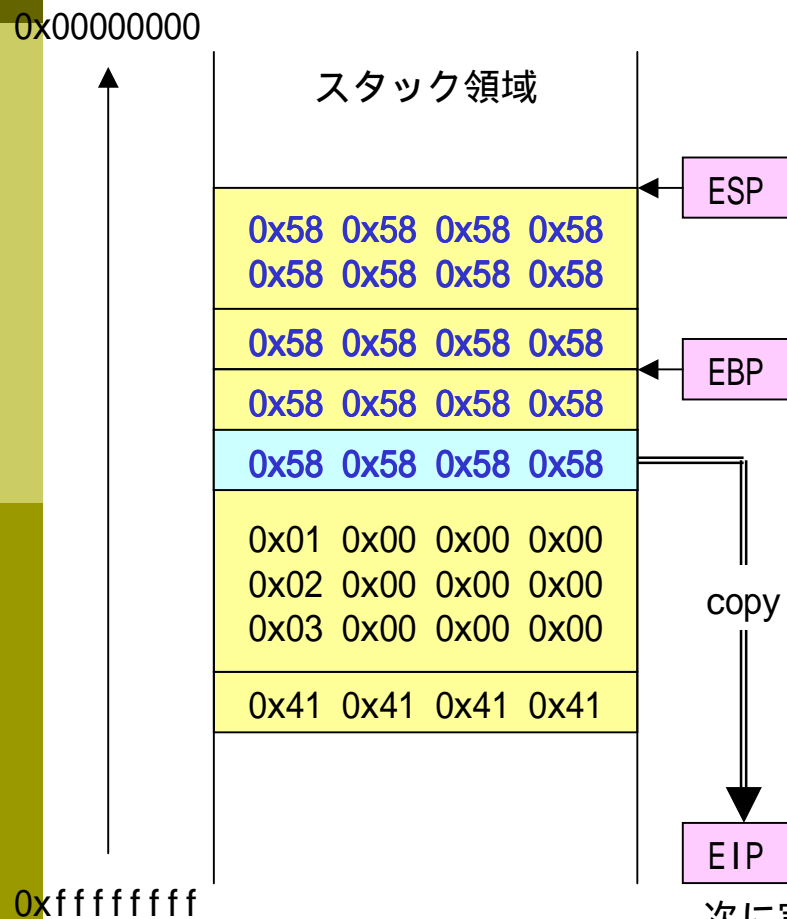 0x00000000
スタック領域
ESP
0x58 0x58 0x58 0x58
0x58 0x58 0x58 0x58
0x58 0x58 0x58 0x58
EBP
0x58 0x58 0x58 0x58
0x58 0x58 0x58 0x58
0x01 0x00 0x00 0x00
0x02 0x00 0x00 0x00
0x03 0x00 0x00 0x00
copy
0x41 0x41 0x41 0x41
EIP
0xffffffff
次に